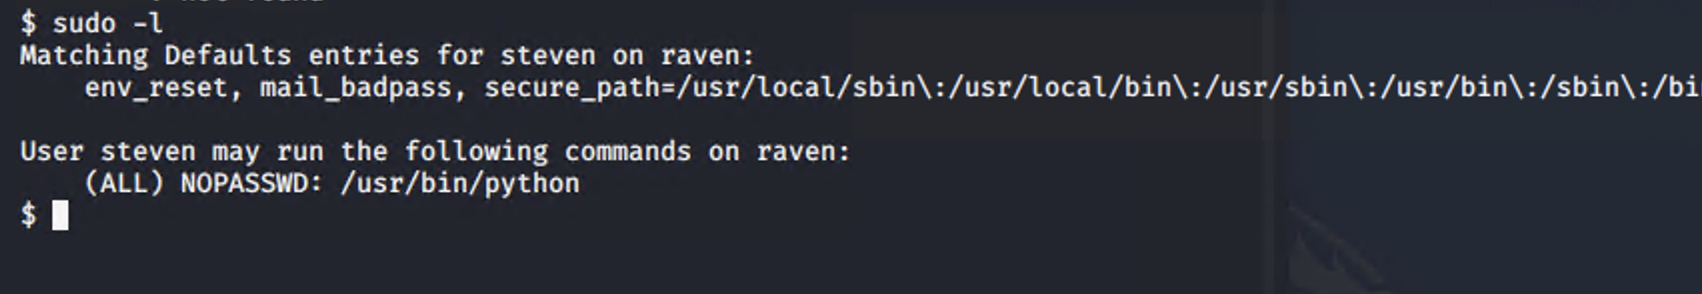 $ sudo -l
Matching Defaults entries for steven on raven:
    env_reset, mail_badpass, secure_path=/usr/local/sbin\:/usr/local/bin\:/usr/sbin\:/usr/bin\:/sbin\:/bi
User steven may run the following commands on raven:
    (ALL) NOPASSWD: /usr/bin/python
$